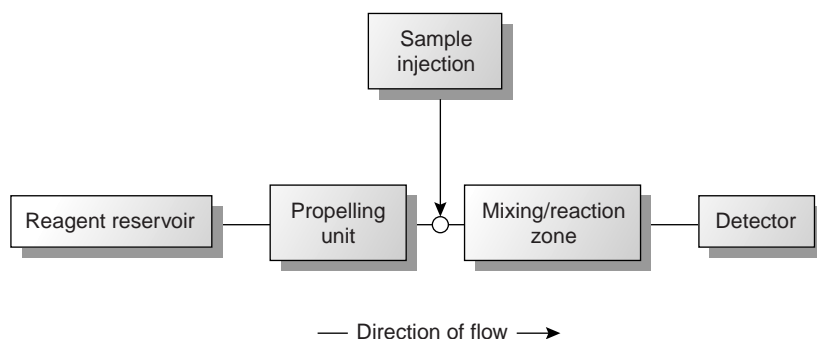 Sample
injection
Reagent reservoir
Propelling
unit
Mixing/reaction
zone
Detector
Direction of flow